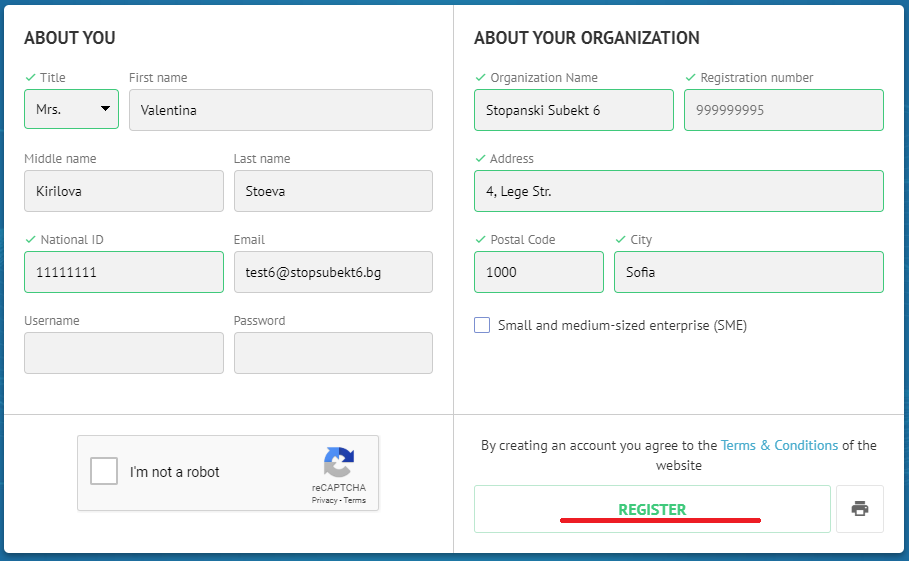 ABOUT YOU
Title First name
Mrs. Valentina
Middle name Last name
Kirilova Stoeva
National ID Email
11111111 test6@stopsubekt6.bg
Username Password
I'm not a robot
reCAPTCHA
Privacy - Terms
ABOUT YOUR ORGANIZATION
Organization Name Registration number
Stopanski Subekt 6 999999995
Address
4, Lege Str.
Postal Code City
1000 Sofia
Small and medium-sized enterprise (SME)
By creating an account you agree to the Terms & Conditions of the
website
REGISTER